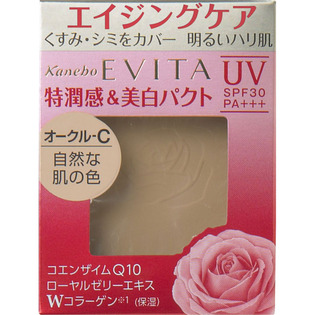 エイジングケア
くすみ・シミをカバー 明るいハリ肌
Kanebo EVITA UV
特潤感&美白パクト SPF30
PA+++
オークル-C
自然な
肌の色
コエンザイムQ10
ローヤルゼリーエキス
Wコラーゲン※1(保湿)